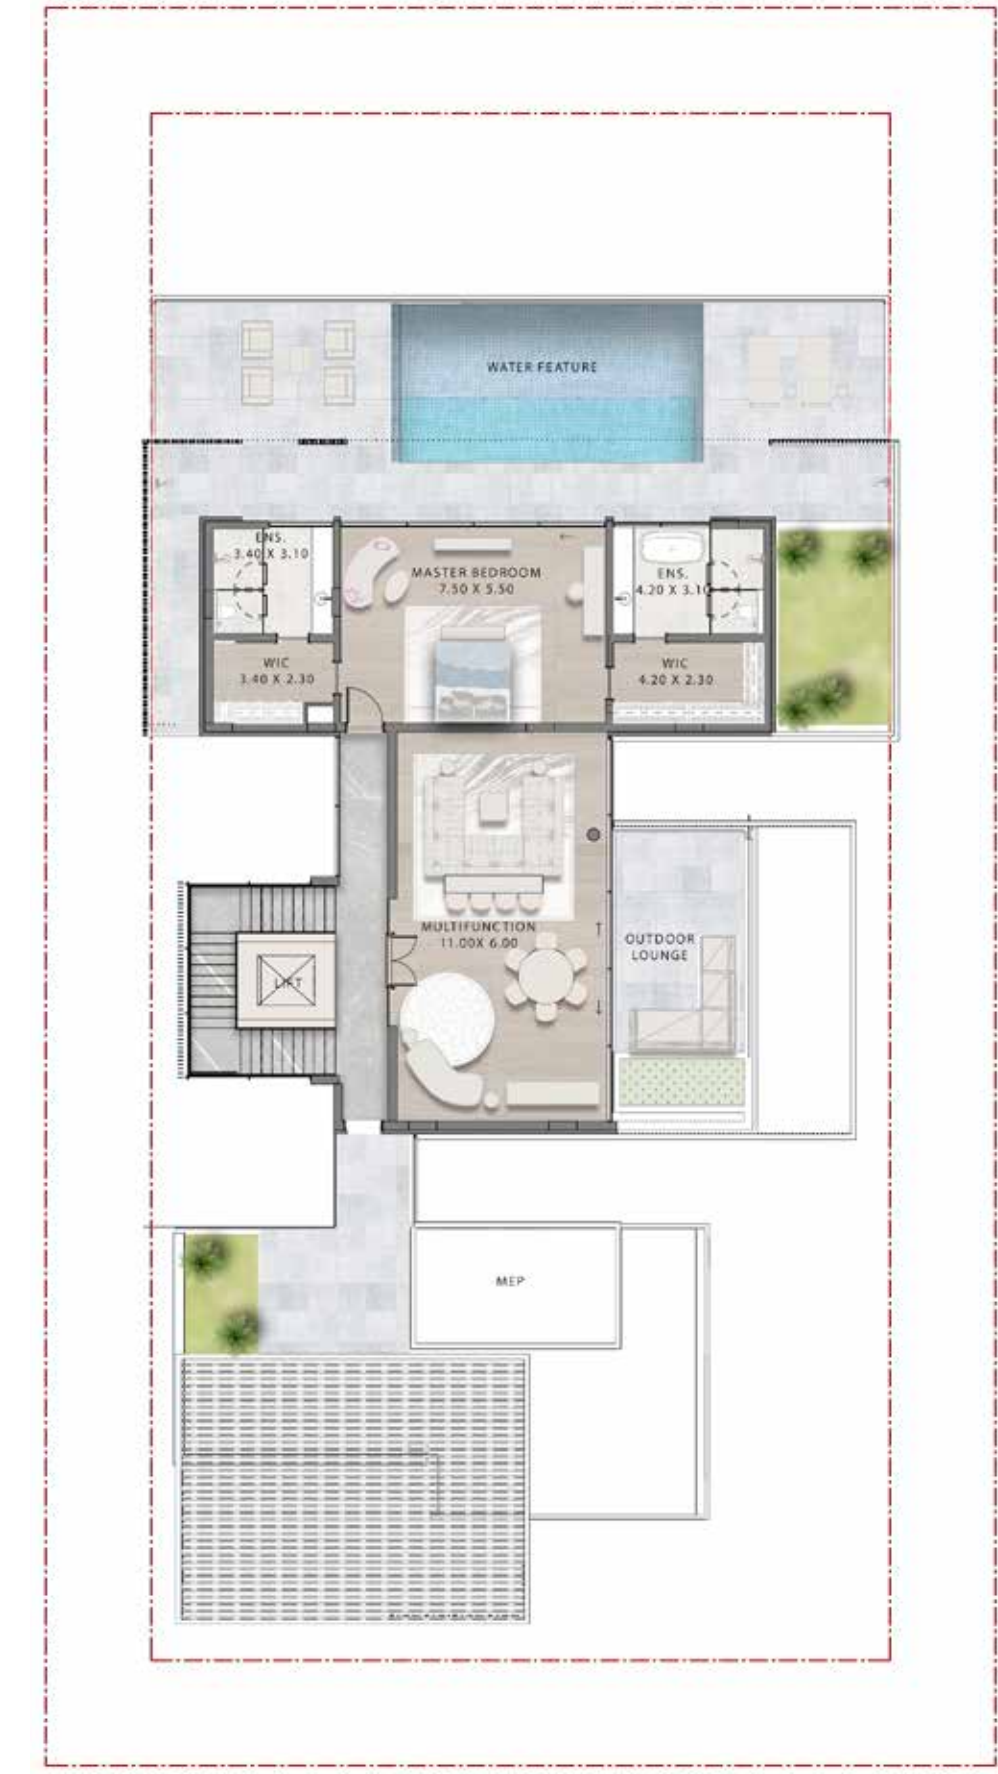 WATER FEATURE
ENS.
3.40 X 3.10
MASTER BEDROOM
7.50 X 5.50
ENS.
4.20 X 3.10
WIC
3.40 X 2.30
WIC
4.20 X 2.30
MULTIFUNCTION
11.00X 6.00
OUTDOOR
LOUNGE
LIFT
MEP